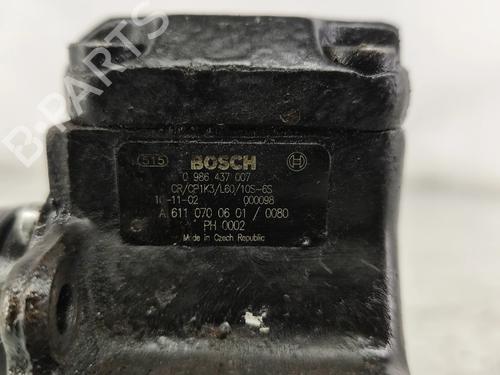 515 BOSCH
0 986 437 007
CR/CP1K3/L60/10S-6S
10-11-02 000098
A 611 070 06 01 / 0080
PH 0002
Made in Czech Republic
B-PARTS